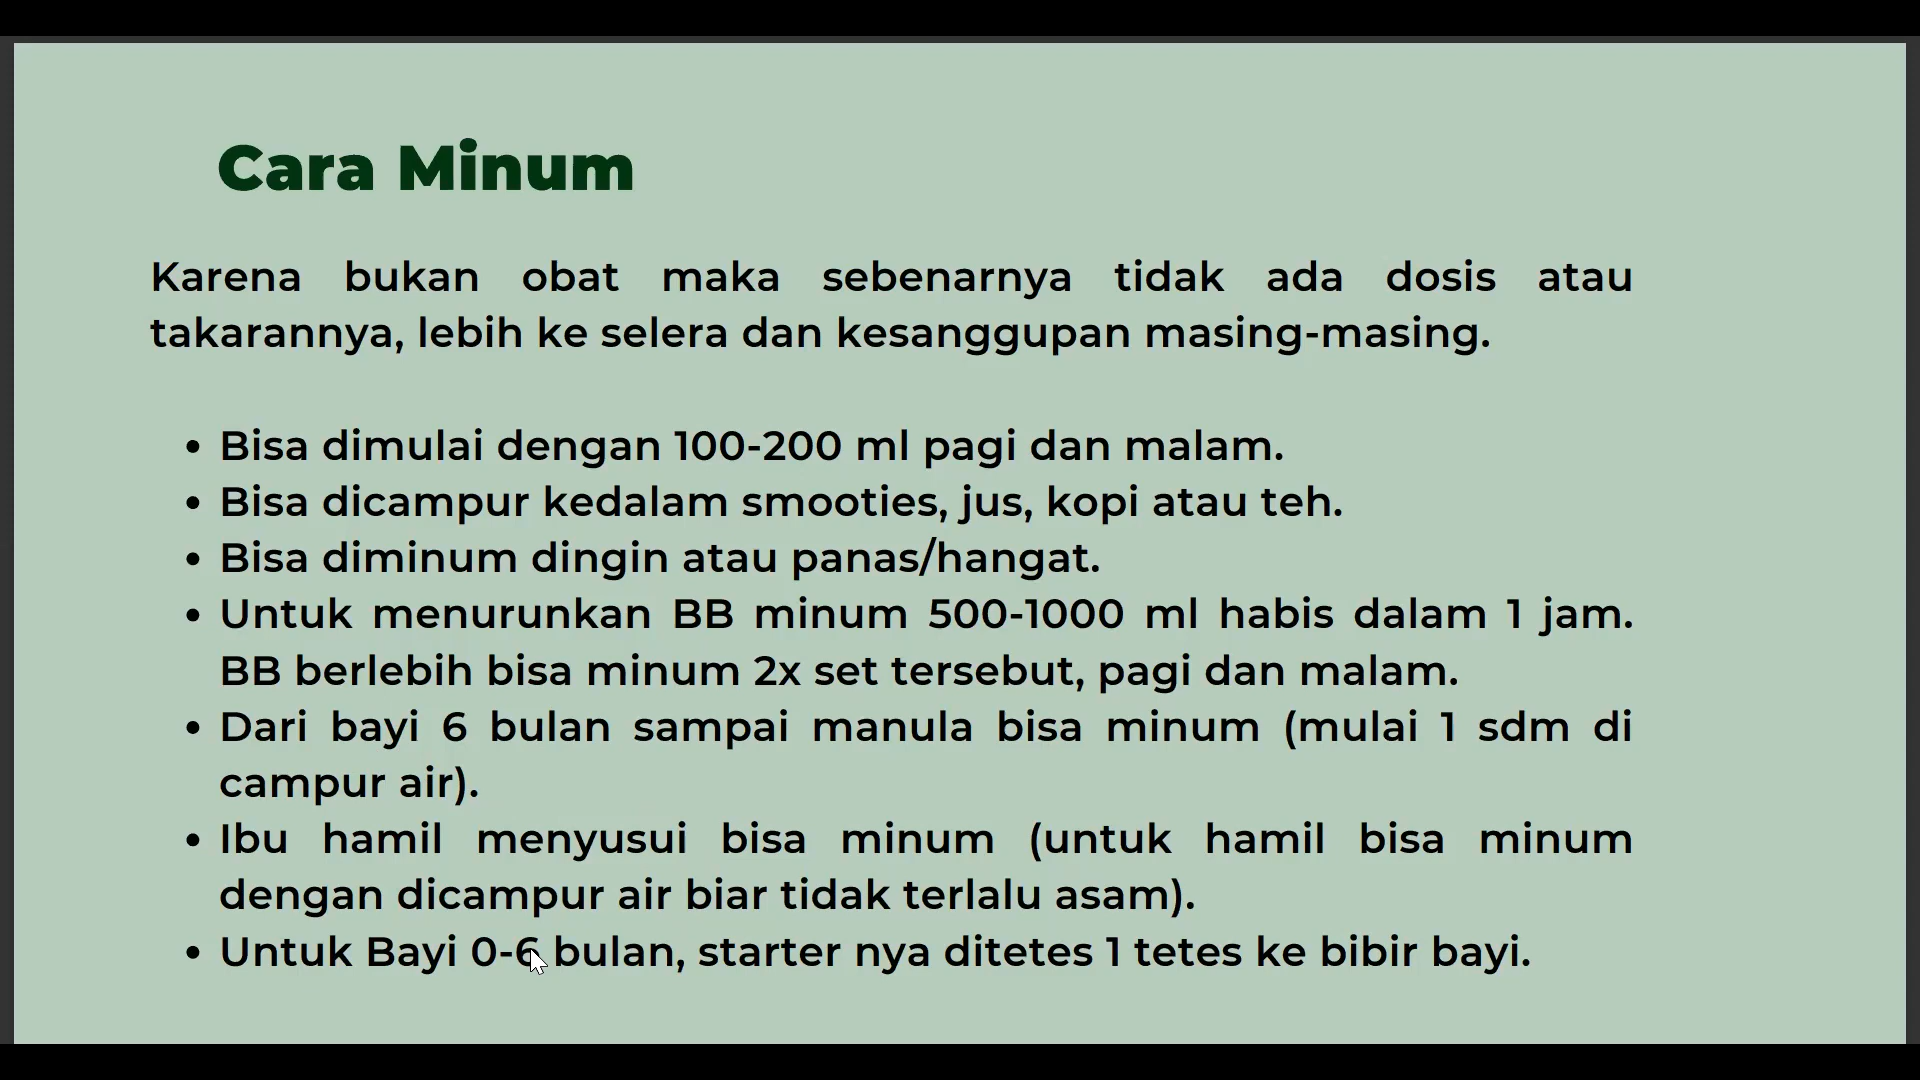 Cara Minum
Karena bukan obat maka sebenarnya tidak ada dosis atau
takarannya, lebih ke selera dan kesanggupan masing-masing.
• Bisa dimulai dengan 100-200 ml pagi dan malam.
• Bisa dicampur kedalam smooties, jus, kopi atau teh.
• Bisa diminum dingin atau panas/hangat.
• Untuk menurunkan BB minum 500-1000 ml habis dalam 1 jam.
BB berlebih bisa minum 2x set tersebut, pagi dan malam.
• Dari bayi 6 bulan sampai manula bisa minum (mulai 1 sdm di
campur air).
• Ibu hamil menyusui bisa minum (untuk hamil bisa minum
dengan dicampur air biar tidak terlalu asam).
• Untuk Bayi 0-6 bulan, starter nya ditetes 1 tetes ke bibir bayi.